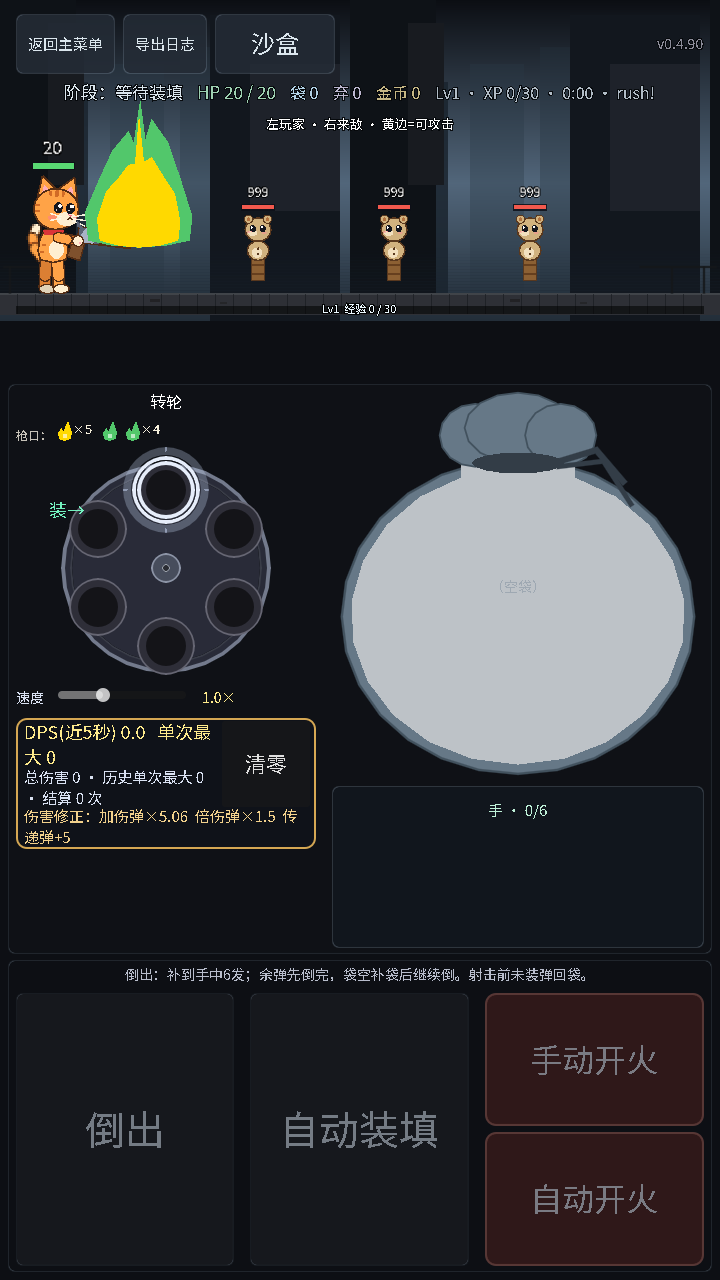 返回主菜单
导出日志
沙盒
v0.4.90
阶段：等待装填 HP 20 / 20 袋 0 弃 0 金币 0 Lv1 · XP 0/30 · 0:00 · rush!
左玩家 · 右来敌 · 黄边=可攻击
20
999
999
999
Lv1 经验 0 / 30
转轮
枪口： ×5 ×4
装→
（空袋）
速度 1.0×
DPS(近5秒) 0.0 单次最
大 0
总伤害 0 · 历史单次最大 0
· 结算 0 次
伤害修正：加伤弹×5.06 倍伤弹×1.5 传
递弹+5
清零
手 · 0/6
倒出：补到手中6发；余弹先倒完，袋空补袋后继续倒。射击前未装弹回袋。
倒出
自动装填
手动开火
自动开火